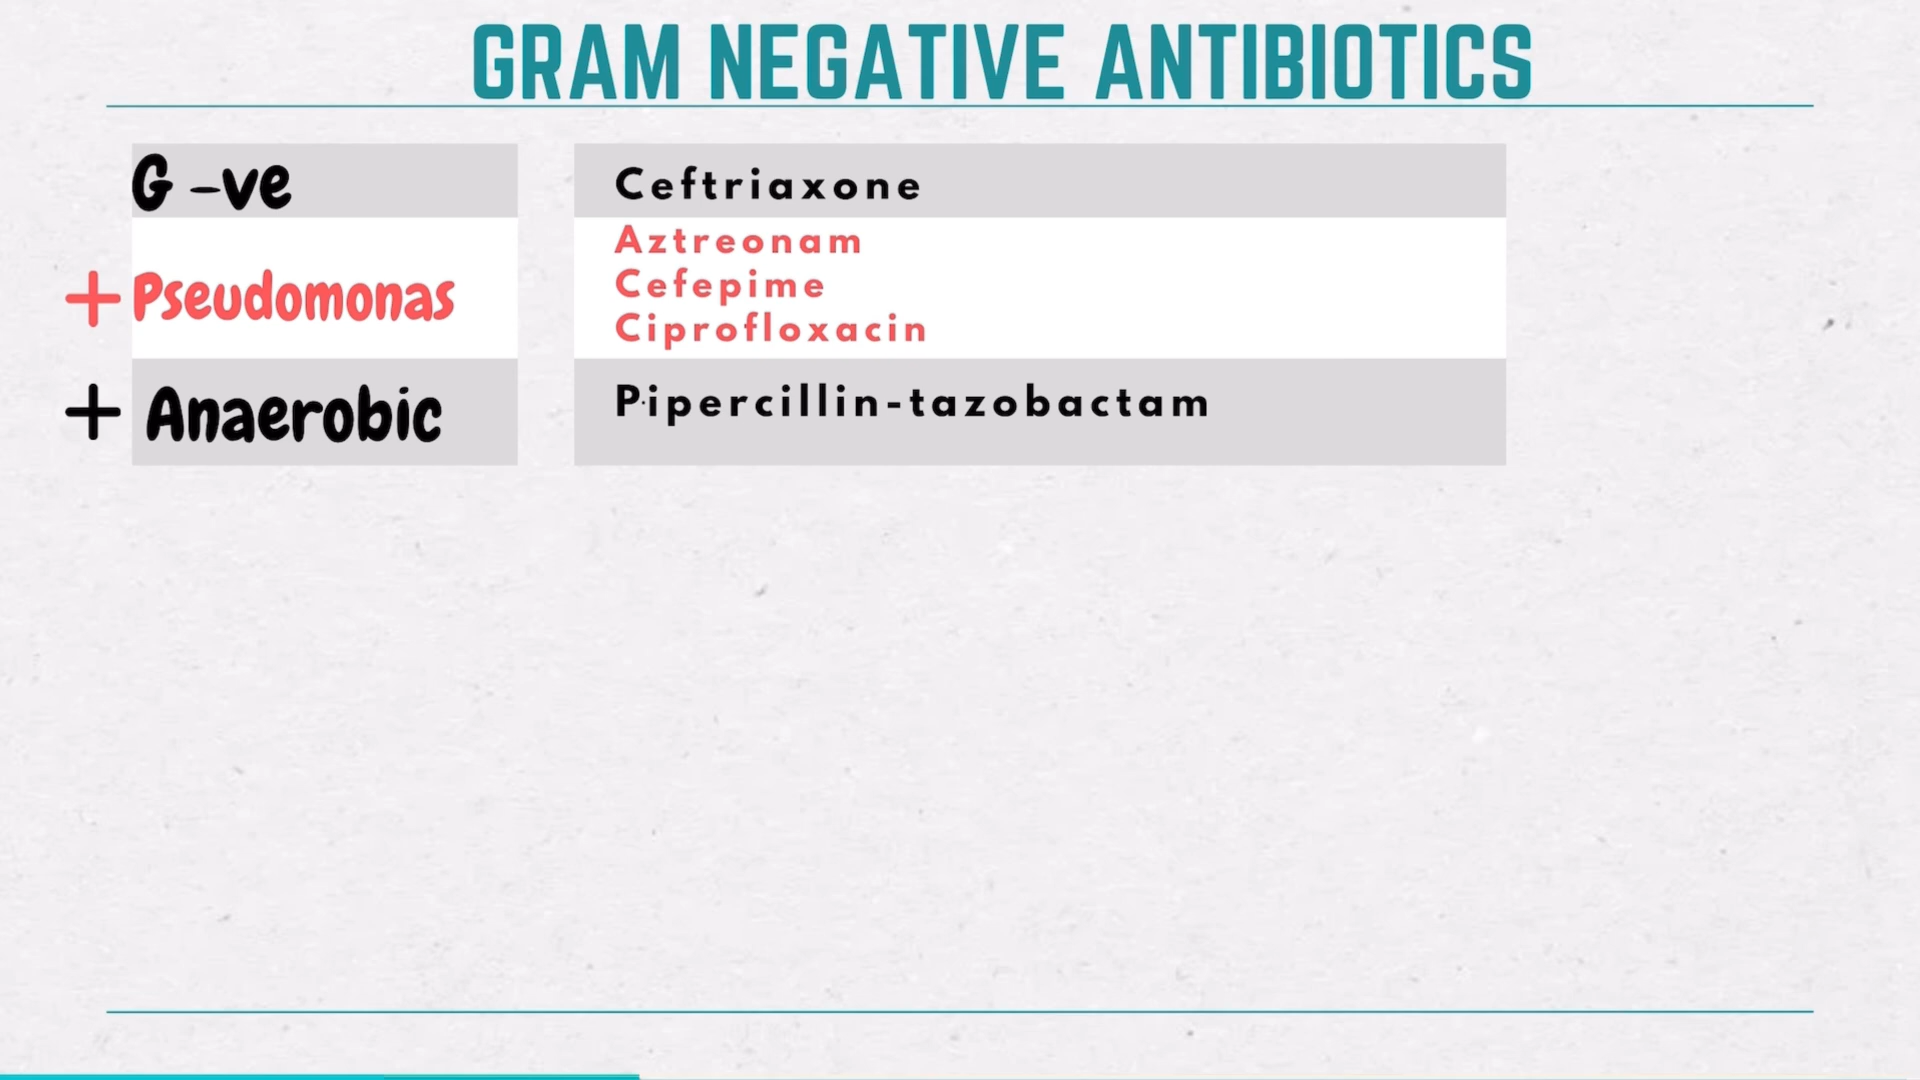 GRAM NEGATIVE ANTIBIOTICS
G -ve
Ceftriaxone
+ Pseudomonas
Aztreonam
Cefepime
Ciprofloxacin
+ Anaerobic
Pipercillin-tazobactam